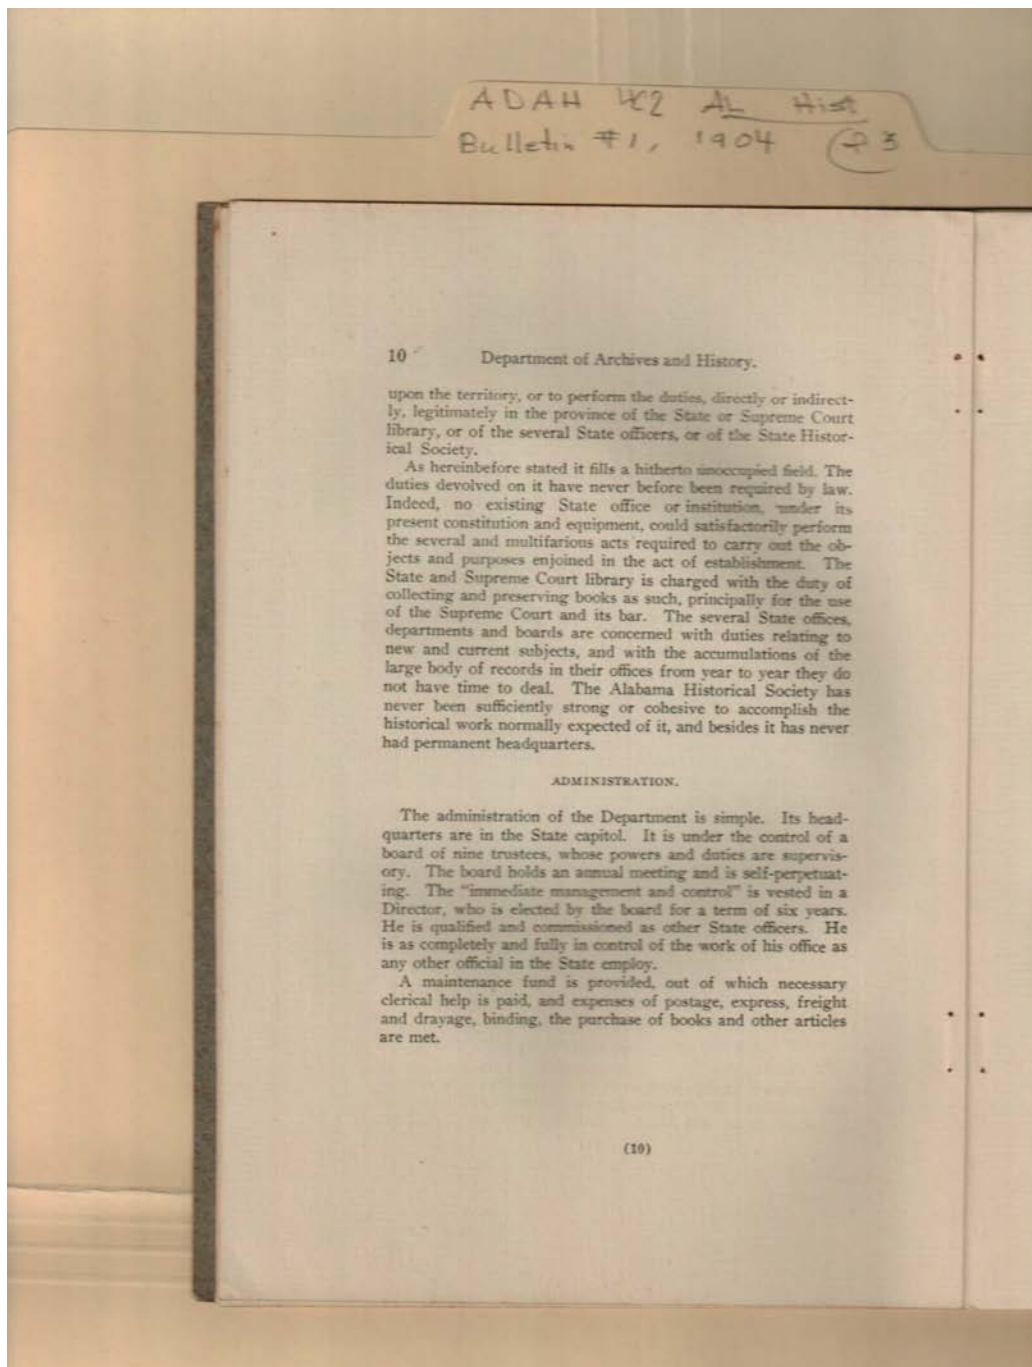 ADAH 42 AL Hist
Bulletin #1, 1904 P3
10 Department of Archives and History.
upon the territory, or to perform the duties, directly or indirect-
ly, legitimately in the province of the State or Supreme Court
library, or of the several State officers, or of the State Histor-
ical Society.
As hereinbefore stated it fills a hitherto unoccupied field. The
duties devolved on it have never before been required by law.
Indeed, no existing State office or institution, under its
present constitution and equipment, could satisfactorily perform
the several and multifarious acts required to carry out the ob-
jects and purposes enjoined in the act of establishment. The
State and Supreme Court library is charged with the duty of
collecting and preserving books as such, principally for the use
of the Supreme Court and its bar. The several State offices,
departments and boards are concerned with duties relating to
new and current subjects, and with the accumulations of the
large body of records in their offices from year to year they do
not have time to deal. The Alabama Historical Society has
never been sufficiently strong or cohesive to accomplish the
historical work normally expected of it, and besides it has never
had permanent headquarters.
ADMINISTRATION.
The administration of the Department is simple. Its head-
quarters are in the State capitol. It is under the control of a
board of nine trustees, whose powers and duties are supervis-
ory. The board holds an annual meeting and is self-perpetuat-
ing. The "immediate management and control" is vested in a
Director, who is elected by the board for a term of six years.
He is qualified and commissioned as other State officers. He
is as completely and fully in control of the work of his office as
any other official in the State employ.
A maintenance fund is provided, out of which necessary
clerical help is paid, and expenses of postage, express, freight
and drayage, binding, the purchase of books and other articles
are met.
(10)